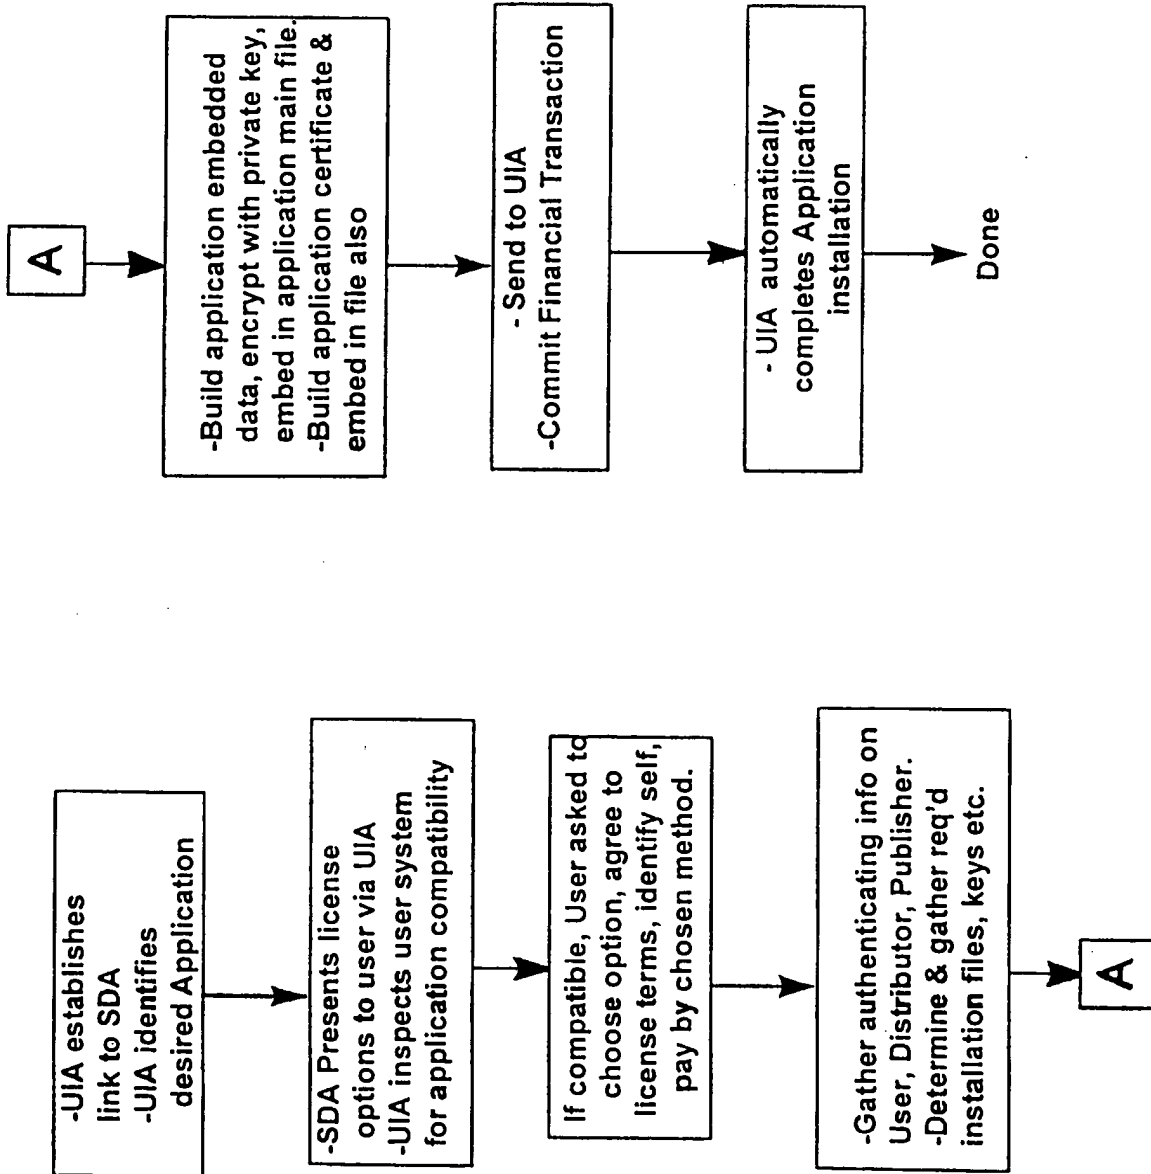 -UIA establishes
link to SDA
-UIA identifies
desired Application
-SDA Presents license
options to user via UIA
-UIA inspects user system
for application compatibility
If compatible, User asked to
choose option, agree to
license terms, identify self,
pay by chosen method.
-Gather authenticating info on
User, Distributor, Publisher.
-Determine & gather req'd
installation files, keys etc.
A
A
-Build application embedded
data, encrypt with private key,
embed in application main file.
-Build application certificate &
embed in file also
- Send to UIA
-Commit Financial Transaction
- UIA automatically
completes Application
installation
Done